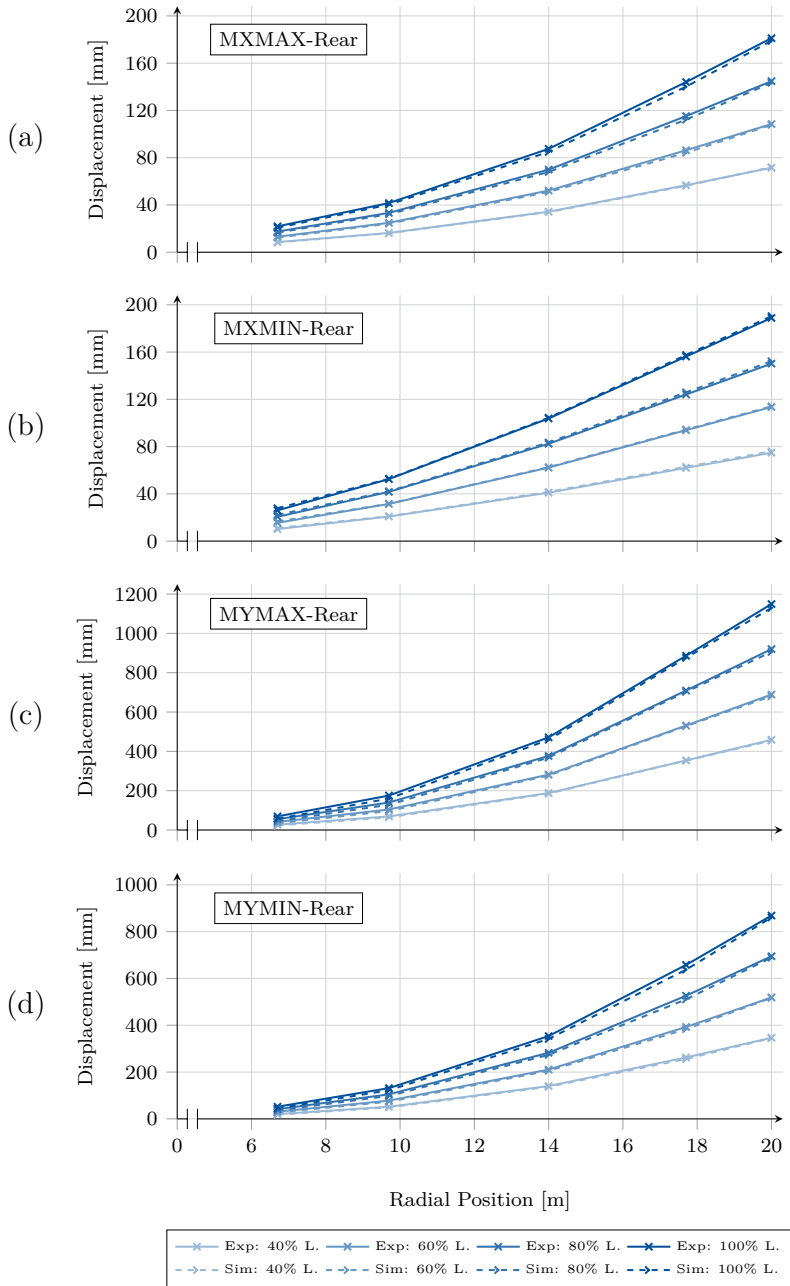 200
MXMAX-Rear
160
120
80
40
0
Displacement [mm]
(a)
200
MXMIN-Rear
160
120
80
40
0
Displacement [mm]
(b)
1200
MYMAX-Rear
1000
800
600
400
200
0
Displacement [mm]
(c)
1000
MYMIN-Rear
800
600
400
200
0
Displacement [mm]
(d)
0 6 8 10 12 14 16 18 20
Radial Position [m]
Exp: 40% L. Exp: 60% L. Exp: 80% L. Exp: 100% L.
Sim: 40% L. Sim: 60% L. Sim: 80% L. Sim: 100% L.